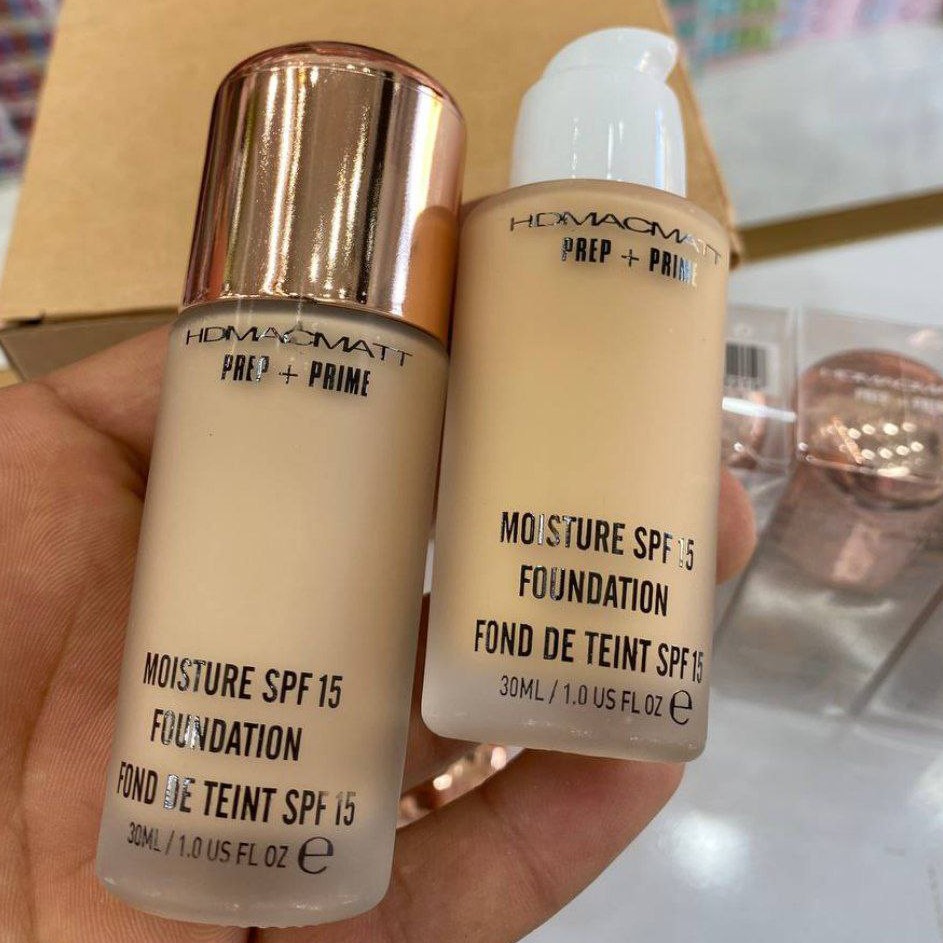 HDMACMATT
PREP + PRIME
MOISTURE SPF 15
FOUNDATION
FOND DE TEINT SPF 15
30ML / 1.0 US FL OZ e
HDMACMATT
PREP + PRIME
MOISTURE SPF 15
FOUNDATION
FOND DE TEINT SPF 15
30ML / 1.0 US FL OZ e